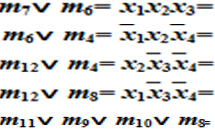 m₇∨ m₆= x̄₁x₂x₃=
m₆∨ m₄= x̄₁x₂x̄₄=
m₁₂∨ m₄= x₂x̄₃x̄₄=
m₁₂∨ m₈= x₁x̄₃x̄₄=
m₁₁∨ m₉∨ m₁₀∨ m₈=